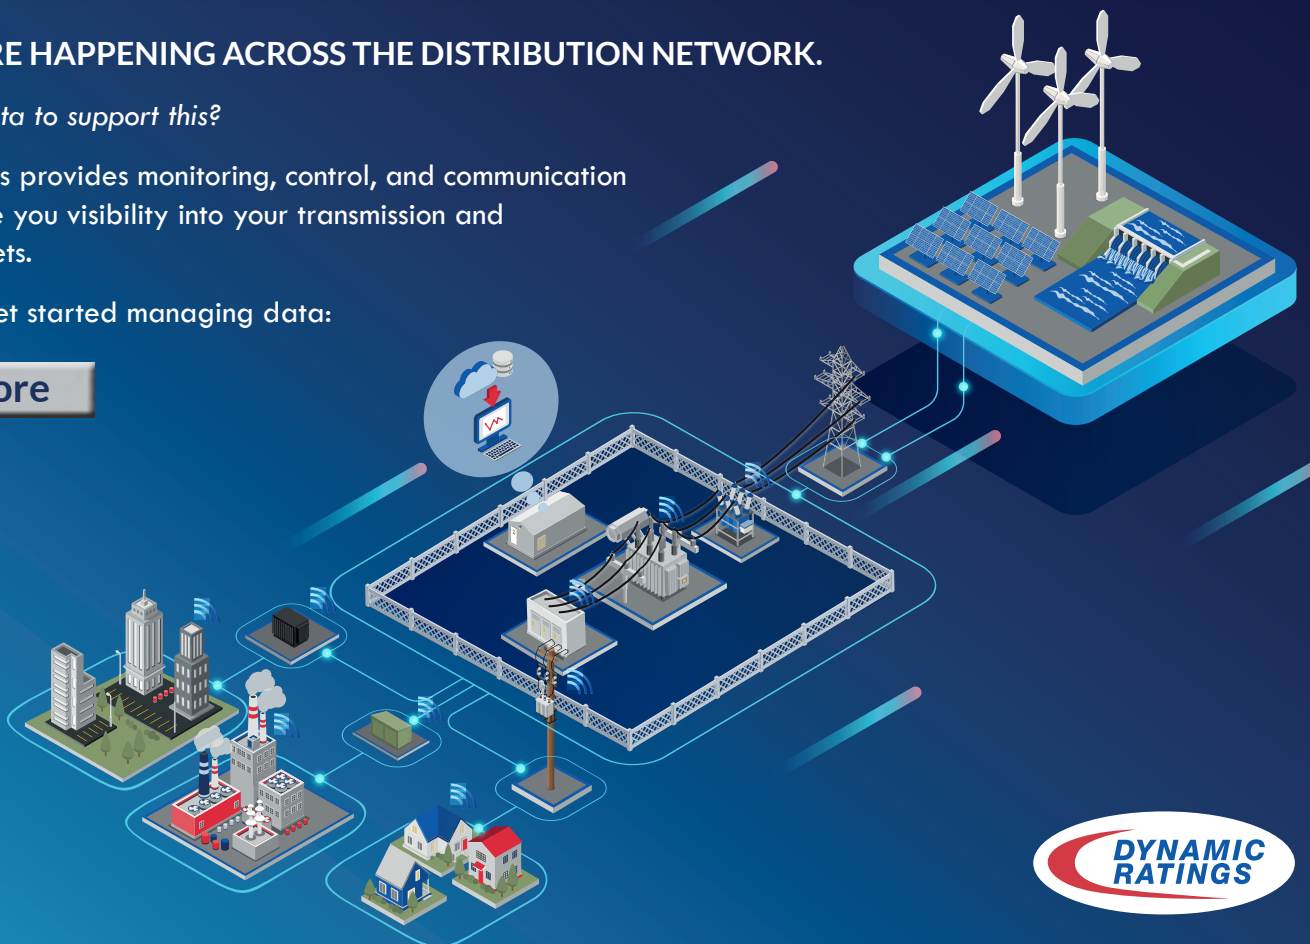 RE HAPPENING ACROSS THE DISTRIBUTION NETWORK.
ta to support this?
s provides monitoring, control, and communication
e you visibility into your transmission and
ets.
et started managing data:
ore
DYNAMIC
RATINGS